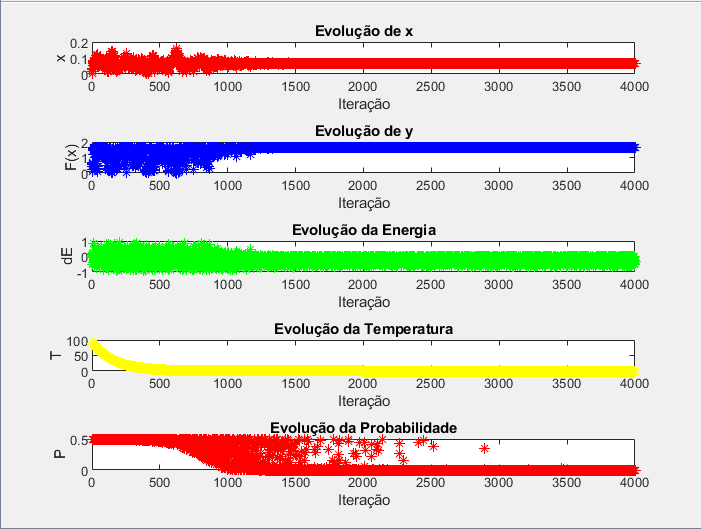 Evolução de x
0.2
0.1
0
x
0 500 1000 1500 2000 2500 3000 3500 4000
Iteração
Evolução de y
2
1
0
F(x)
0 500 1000 1500 2000 2500 3000 3500 4000
Iteração
Evolução da Energia
1
0
-1
dE
0 500 1000 1500 2000 2500 3000 3500 4000
Iteração
Evolução da Temperatura
100
50
0
T
0 500 1000 1500 2000 2500 3000 3500 4000
Iteração
Evolução da Probabilidade
0.5
0
P
0 500 1000 1500 2000 2500 3000 3500 4000
Iteração